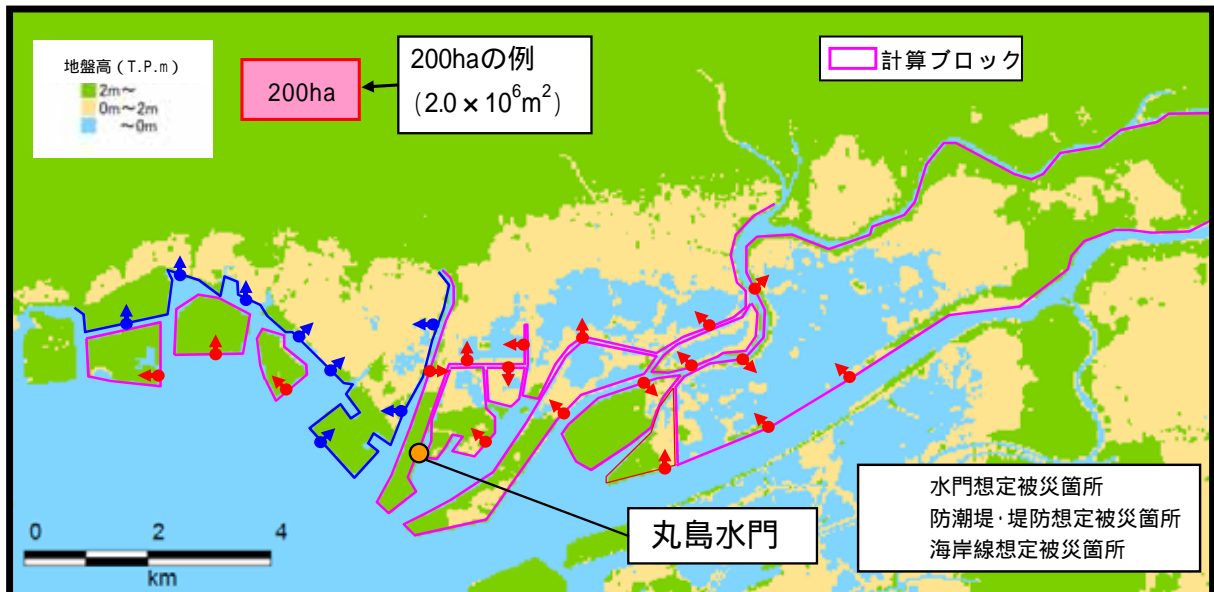 地盤高（T.P.m）
2m～
0m～2m
～0m
200ha
200haの例
（2.0×10⁶m²）
計算ブロック
丸島水門
水門想定被災箇所
防潮堤・堤防想定被災箇所
海岸線想定被災箇所
0 2 4
km